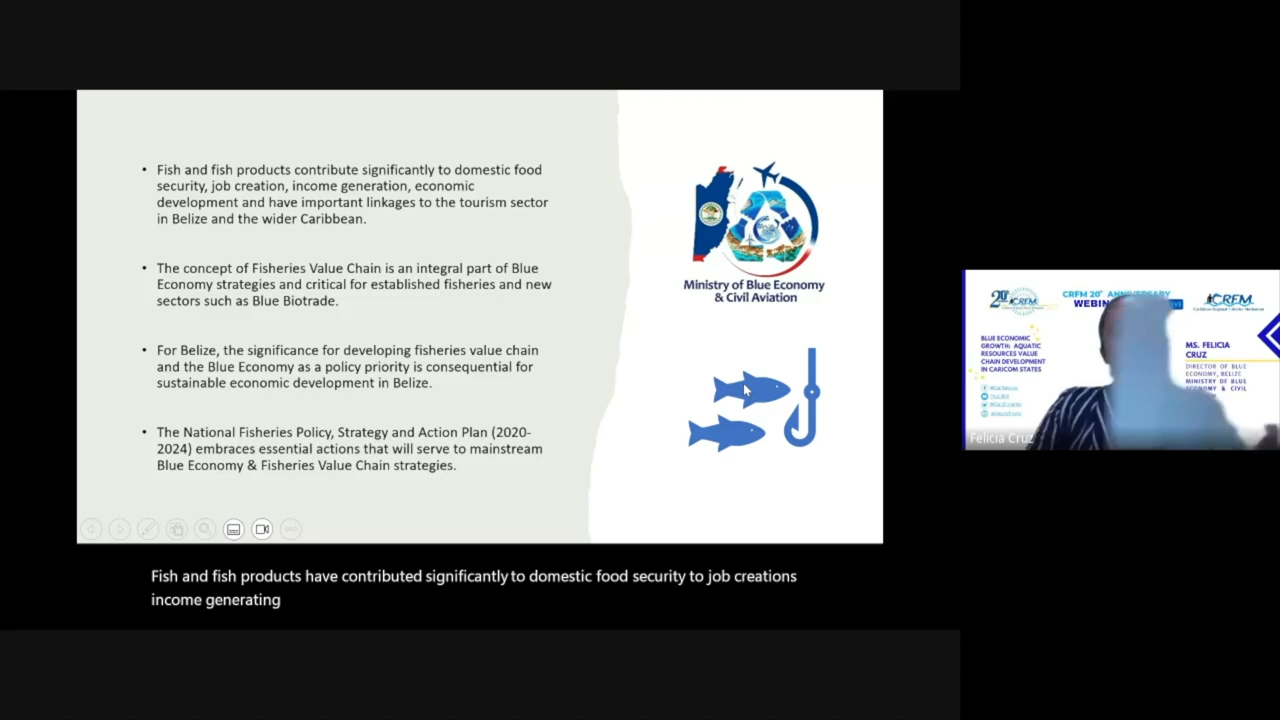 • Fish and fish products contribute significantly to domestic food
security, job creation, income generation, economic
development and have important linkages to the tourism sector
in Belize and the wider Caribbean.
• The concept of Fisheries Value Chain is an integral part of Blue
Economy strategies and critical for established fisheries and new
sectors such as Blue Biotrade.
• For Belize, the significance for developing fisheries value chain
and the Blue Economy as a policy priority is consequential for
sustainable economic development in Belize.
• The National Fisheries Policy, Strategy and Action Plan (2020-
2024) embraces essential actions that will serve to mainstream
Blue Economy & Fisheries Value Chain strategies.
Ministry of Blue Economy
& Civil Aviation
Fish and fish products have contributed significantly to domestic food security to job creations
income generating
20 CRFM
CRFM 20 ANNIVERSARY
WEBIN
CRFM
BLUE ECONOMIC
GROWTH: AQUATIC
RESOURCES VALUE
CHAIN DEVELOPMENT
IN CARICOM STATES
MS. FELICIA
CRUZ
DIRECTOR OF BLUE
ECONOMY, BELIZE
MINISTRY OF BLUE
ECONOMY & CIVIL
Felicia Cruz